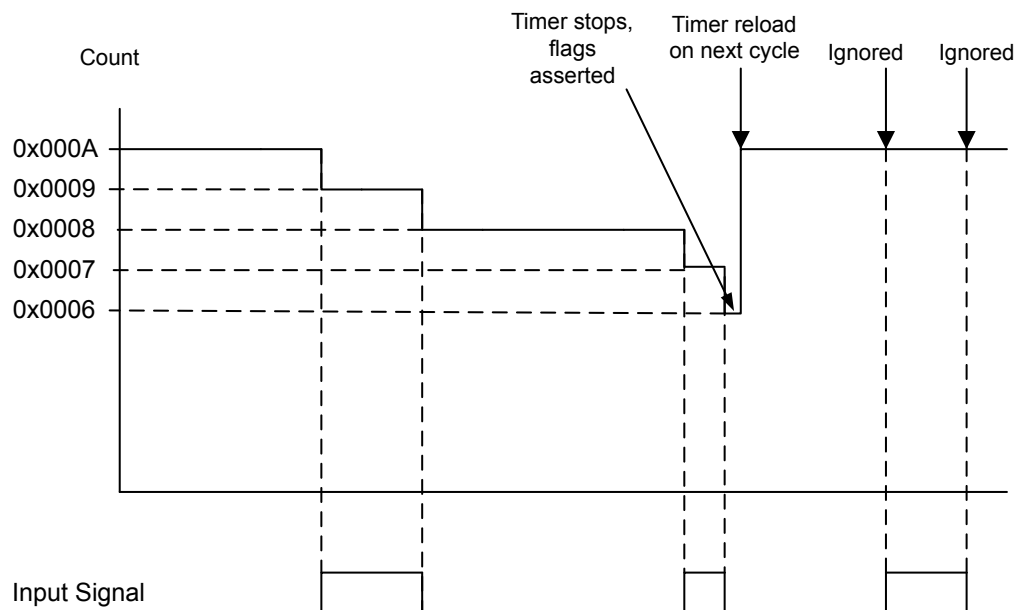 Timer stops,
flags
asserted
Timer reload
on next cycle
Ignored
Ignored
Count
0x000A
0x0009
0x0008
0x0007
0x0006
Input Signal